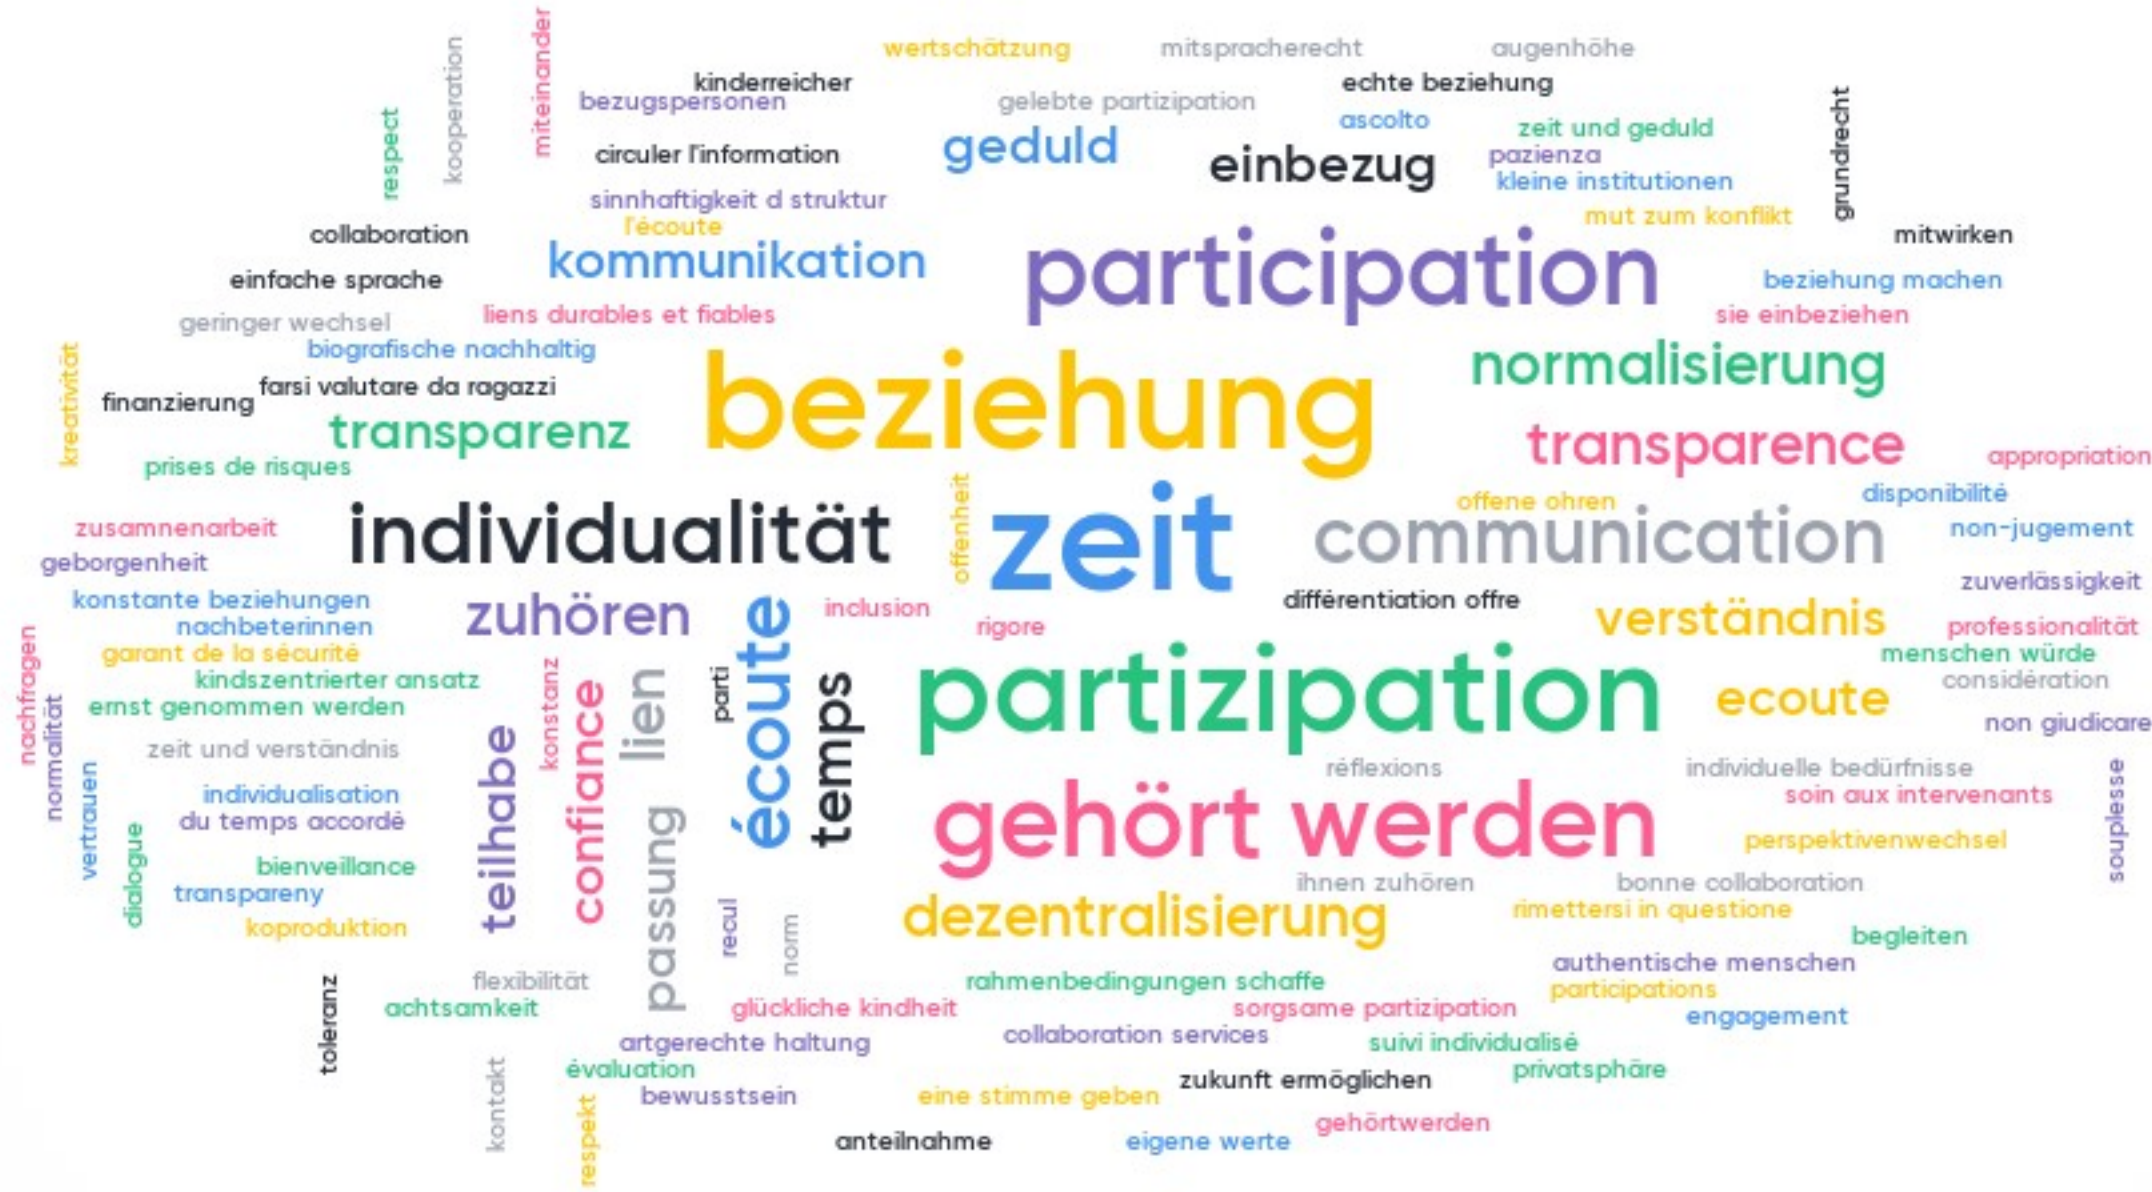 wertschätzung
mitspracherecht
augenhöhe
miteinander
kooperation
kinderreicher
echte beziehung
bezugspersonen
gelebte partizipation
grundrecht
respect
ascolto
zeit und geduld
geduld
circuler l'information
einbezug
pazienza
kleine institutionen
sinnhaftigkeit d struktur
mut zum konflikt
l'écoute
collaboration
mitwirken
kommunikation
participation
einfache sprache
beziehung machen
liens durables et fiables
sie einbeziehen
geringer wechsel
biografische nachhaltig
normalisierung
kreativität
farsi valutare da ragazzi
finanzierung
beziehung
transparenz
transparence
appropriation
prises de risques
disponibilité
offene ohren
offenheit
zusamnenarbeit
individualität
zeit
communication
non-jugement
geborgenheit
zuverlässigkeit
konstante beziehungen
différentiation offre
inclusion
zuhören
verständnis
nachbeterinnen
rigore
professionalität
garant de la sécurité
menschen würde
nachfragen
kindszentrierter ansatz
considération
konstanz
lien
parti
écoute
partizipation
ecoute
ernst genommen werden
non giudicare
normalität
confiance
temps
zeit und verständnis
réflexions
individuelle bedürfnisse
vertrauen
individualisation
soin aux intervenants
teilhabe
du temps accordé
gehört werden
souplesse
perspektivenwechsel
dialogue
bienveillance
ihnen zuhören
bonne collaboration
transpareny
passung
rimettersi in questione
dezentralisierung
koproduktion
recul
norm
begleiten
authentische menschen
flexibilität
rahmenbedingungen schaffe
participations
toleranz
achtsamkeit
glückliche kindheit
sorgsame partizipation
engagement
collaboration services
artgerechte haltung
suivi individualisé
évaluation
privatsphäre
zukunft ermöglichen
kontakt
bewusstsein
eine stimme geben
gehörtwerden
respekt
anteilnahme
eigene werte